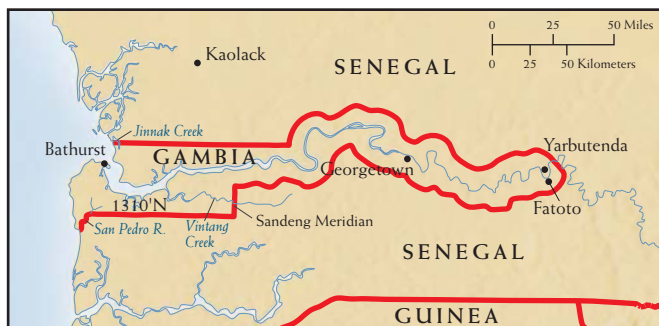 0 25 50 Miles
0 25 50 Kilometers
Kaolack
SENEGAL
Jinnak Creek
Bathurst
GAMBIA
Georgetown
Yarbutenda
Fatoto
1310'N
San Pedro R.
Vintang
Creek
Sandeng Meridian
SENEGAL
GUINEA